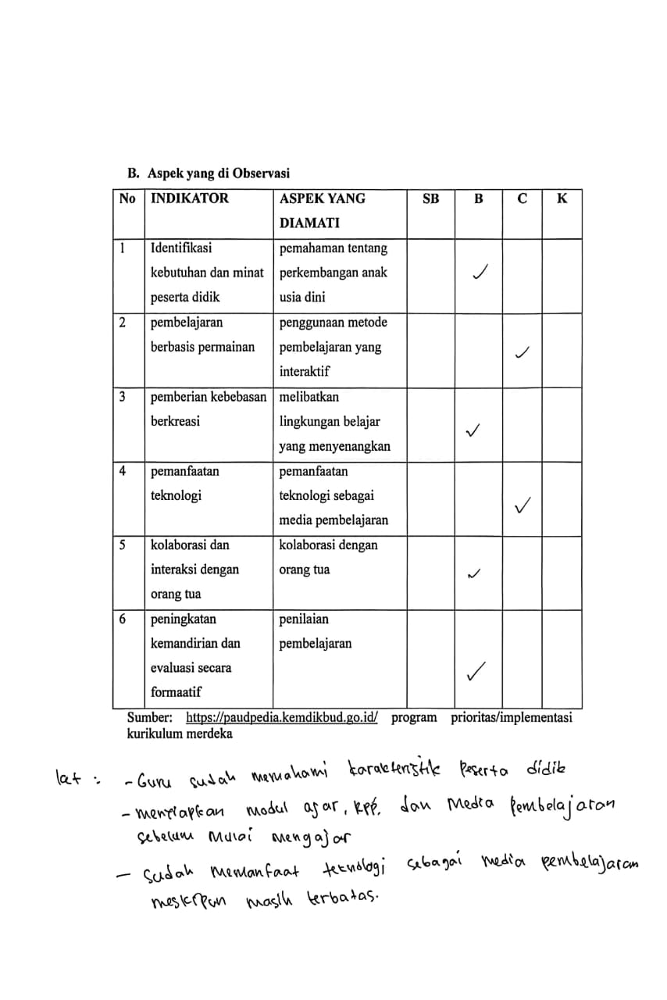 B. Aspek yang di Observasi
No INDIKATOR ASPEK YANG DIAMATI SB B C K
1 Identifikasi kebutuhan dan minat peserta didik pemahaman tentang perkembangan anak usia dini ✓
2 pembelajaran berbasis permainan penggunaan metode pembelajaran yang interaktif ✓
3 pemberian kebebasan berkreasi melibatkan lingkungan belajar yang menyenangkan ✓
4 pemanfaatan teknologi pemanfaatan teknologi sebagai media pembelajaran ✓
5 kolaborasi dan interaksi dengan orang tua kolaborasi dengan orang tua ✓
6 peningkatan kemandirian dan evaluasi secara formaatif penilaian pembelajaran ✓
Sumber: https://paudpedia.kemdikbud.go.id/ program prioritas/implementasi
kurikulum merdeka
- Guru sudah memahami karakteristik peserta didik
- menyiapkan modul ajar, RPP, dan Media pembelajaran
sebelum mulai mengajar
- sudah memanfaat teknologi sebagai media pembelajaran
meskipun masih terbatas.